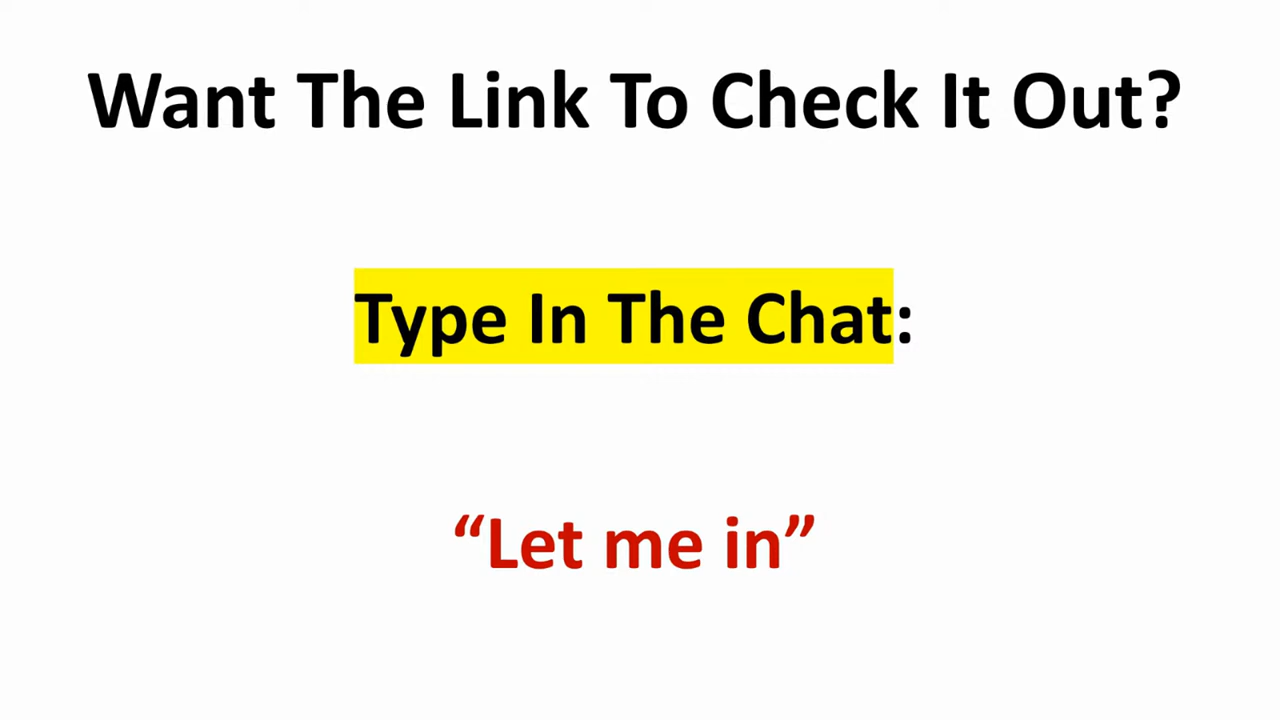 Want The Link To Check It Out?
Type In The Chat:
“Let me in”